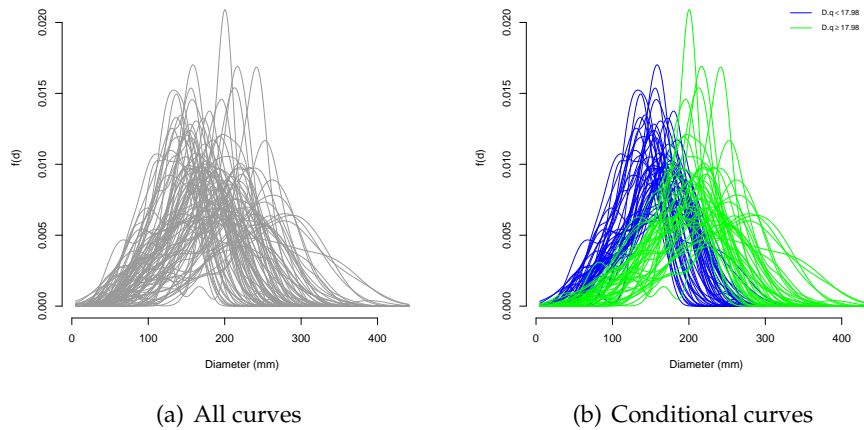 0.020
0.015
0.010
0.005
0.000
f(d)
0 100 200 300 400
Diameter (mm)
(a) All curves
D.q < 17.98
D.q ≥ 17.98
0.020
0.015
0.010
0.005
0.000
f(d)
0 100 200 300 400
Diameter (mm)
(b) Conditional curves